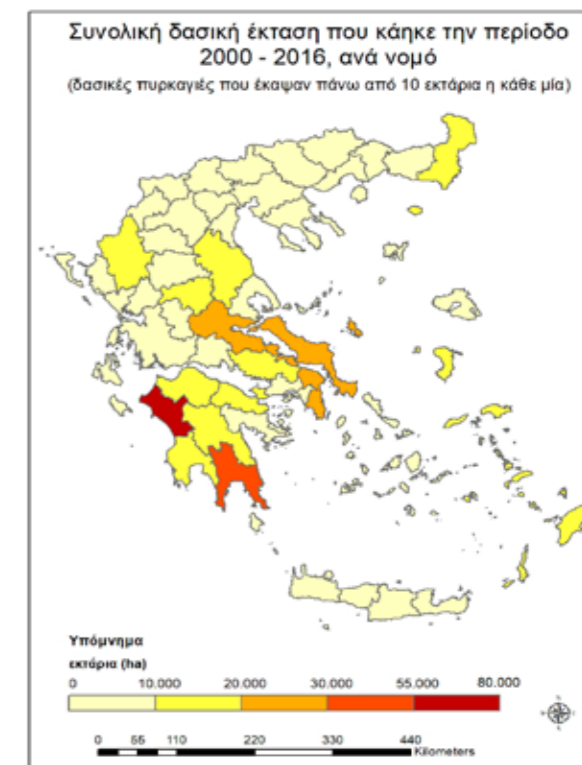 Συνολική δασική έκταση που κάηκε την περίοδο
2000 - 2016, ανά νομό
(δασικές πυρκαγιές που έκαψαν πάνω από 10 εκτάρια η κάθε μία)
Υπόμνημα
εκτάρια (ha)
0 10.000 20.000 30.000 55.000 80.000
0 55 110 220 330 440
Kilometers